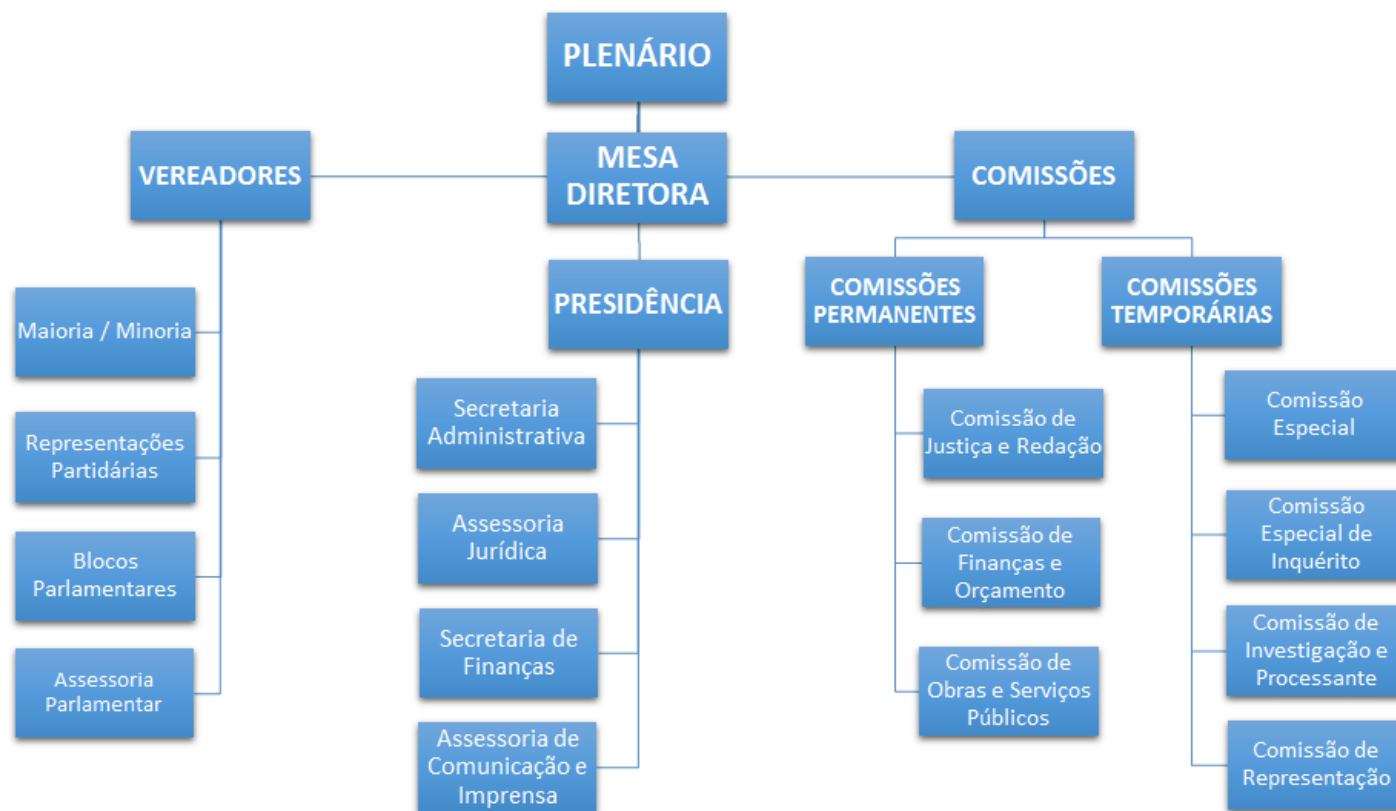 PLENÁRIO
MESA
DIRETORA
VEREADORES
COMISSÕES
PRESIDÊNCIA
COMISSÕES
PERMANENTES
COMISSÕES
TEMPORÁRIAS
Maioria / Minoria
Representações
Partidárias
Blocos
Parlamentares
Assessoria
Parlamentar
Secretaria
Administrativa
Assessoria
Jurídica
Secretaria de
Finanças
Assessoria de
Comunicação e
Imprensa
Comissão de
Justiça e Redação
Comissão de
Finanças e
Orçamento
Comissão de
Obras e Serviços
Públicos
Comissão
Especial
Comissão
Especial de
Inquérito
Comissão de
Investigação e
Processante
Comissão de
Representação